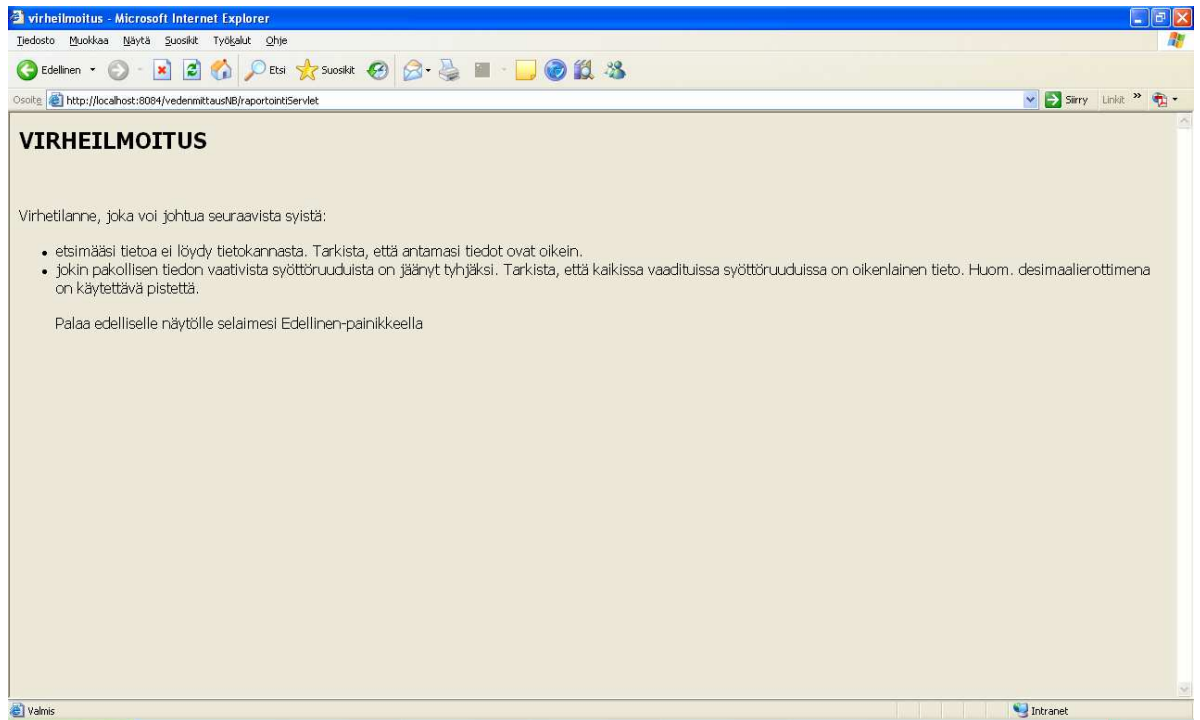 virheilmoitus - Microsoft Internet Explorer
Tiedosto Muokkaa Näytä Suosikit Työkalut Ohje
Edellinen Etsi Suosikit
Osoite http://localhost:8084/vedenmittausNB/raportointiServlet Siirry Linkit »
VIRHEILMOITUS
Virhetilanne, joka voi johtua seuraavista syistä:
• etsimääsi tietoa ei löydy tietokannasta. Tarkista, että antamasi tiedot ovat oikein.
• jokin pakollisen tiedon vaativista syöttöruuduista on jäänyt tyhjäksi. Tarkista, että kaikissa vaadituissa syöttöruuduissa on oikenlainen tieto. Huom. desimaalierottimena
on käytettävä pistettä.
Palaa edelliselle näytölle selaimesi Edellinen-painikkeella
Valmis Intranet